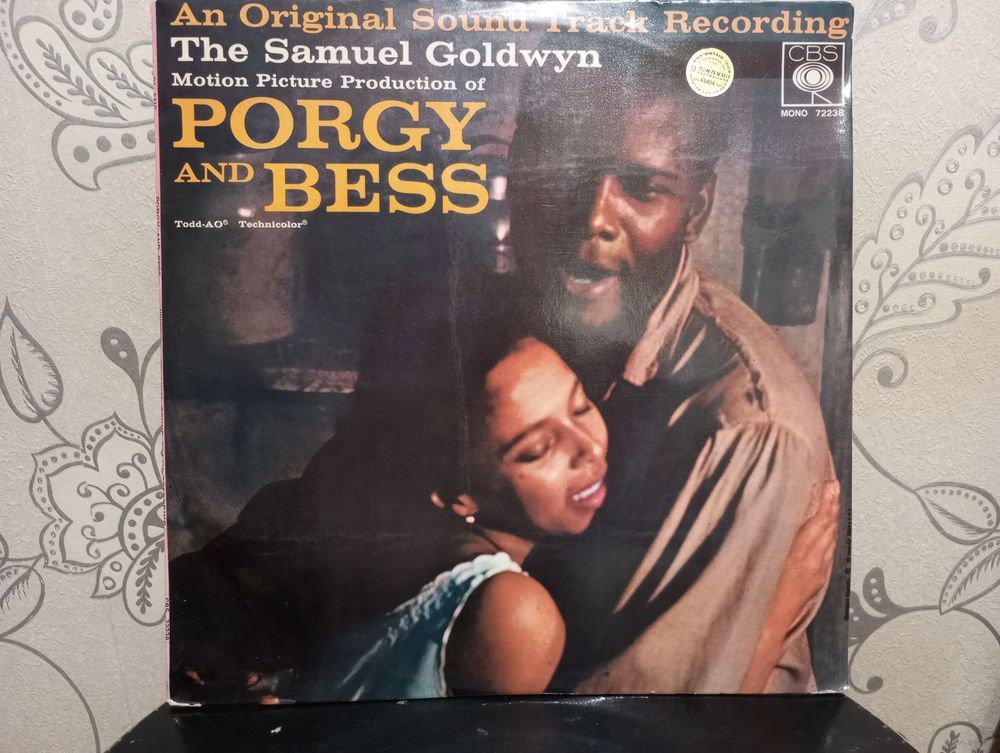 An Original Sound Track Recording
The Samuel Goldwyn
Motion Picture Production of
PORGY
AND BESS
Todd-AO® Technicolor®
CBS
MONO 72238